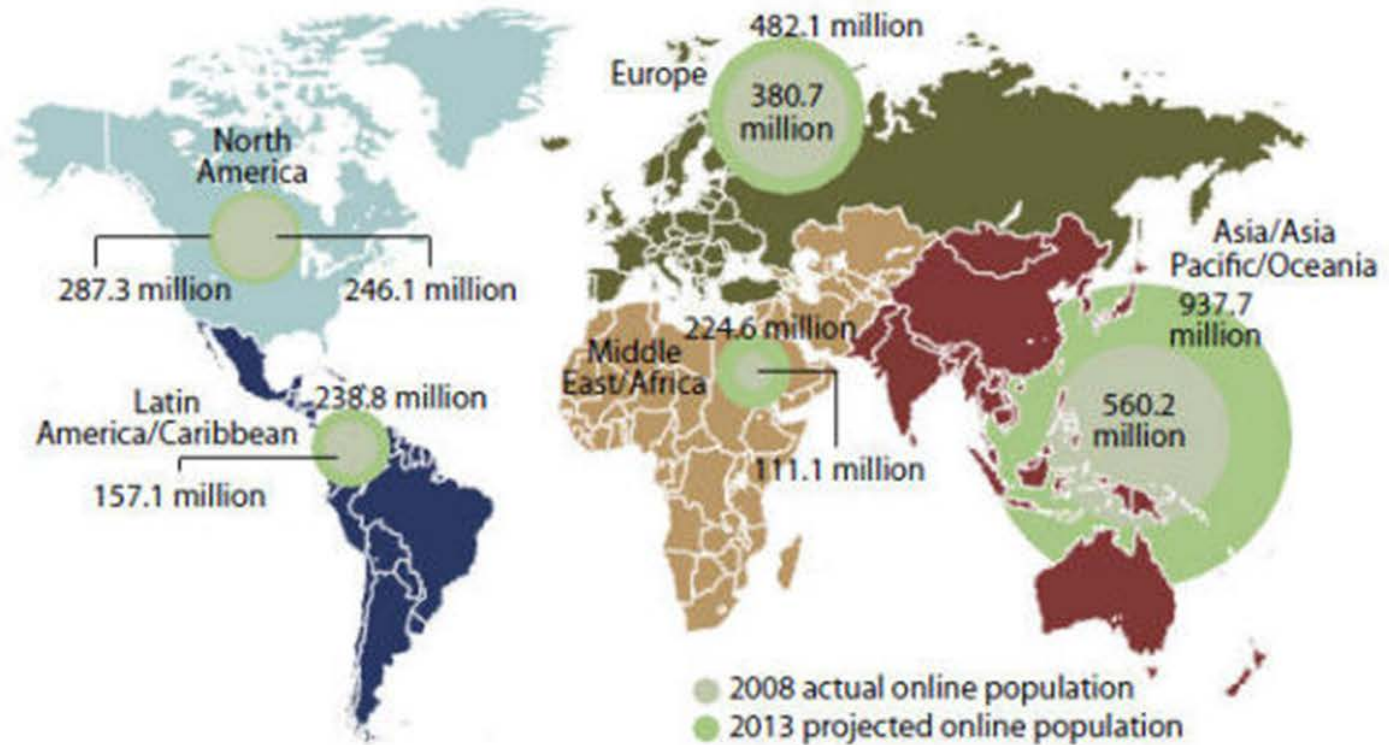 482.1 million
Europe
380.7
million
North
America
287.3 million
246.1 million
Asia/Asia
Pacific/Oceania
937.7
million
560.2
million
224.6 million
Middle
East/Africa
111.1 million
238.8 million
Latin
America/Caribbean
157.1 million
2008 actual online population
2013 projected online population